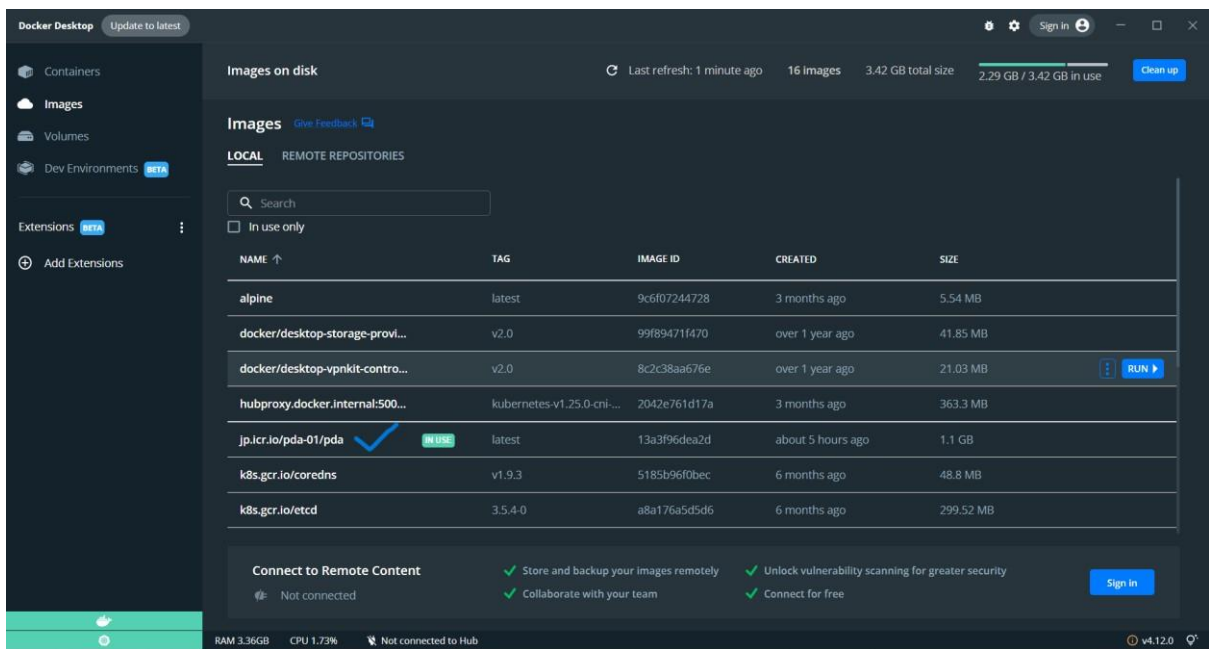 Docker Desktop Update to latest Sign in
Containers
Images
Volumes
Dev Environments BETA
Extensions BETA
Add Extensions
Images on disk Last refresh: 1 minute ago 16 images 3.42 GB total size 2.29 GB / 3.42 GB in use Clean up
Images Give Feedback
LOCAL REMOTE REPOSITORIES
Search
In use only
NAME TAG IMAGE ID CREATED SIZE
alpine latest 9c6f07244728 3 months ago 5.54 MB
docker/desktop-storage-provi... v2.0 99f89471f470 over 1 year ago 41.85 MB
docker/desktop-vpnkit-contro... v2.0 8c2c38aa676e over 1 year ago 21.03 MB RUN
hubproxy.docker.internal:500... kubernetes-v1.25.0-cni-... 2042e761d17a 3 months ago 363.3 MB
jp.icr.io/pda-01/pda IN USE latest 13a3f96dea2d about 5 hours ago 1.1 GB
k8s.gcr.io/coredns v1.9.3 5185b96f0bec 6 months ago 48.8 MB
k8s.gcr.io/etcd 3.5.4-0 a8a176a5d5d6 6 months ago 299.52 MB
Connect to Remote Content
Not connected
Store and backup your images remotely
Collaborate with your team
Unlock vulnerability scanning for greater security
Connect for free
Sign in
RAM 3.36GB CPU 1.73% Not connected to Hub v4.12.0